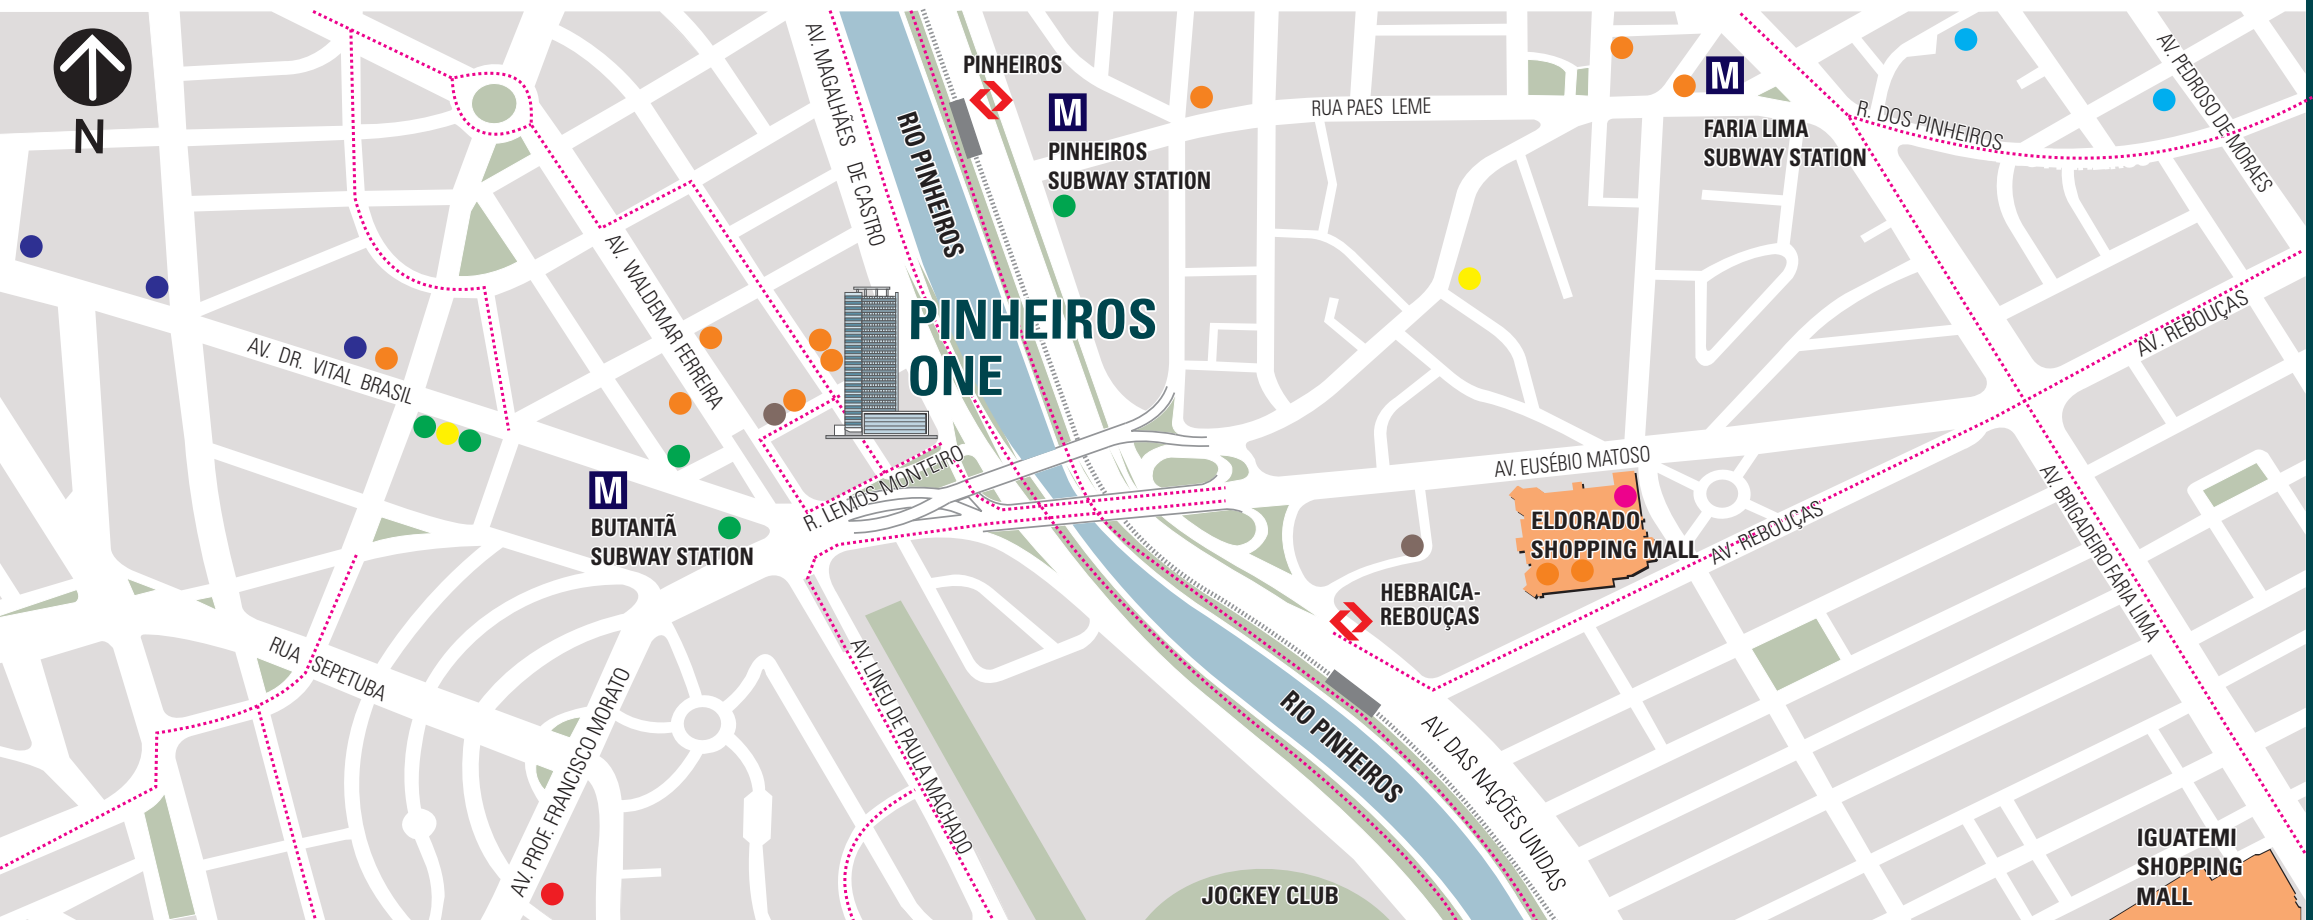 N
PINHEIROS
M
PINHEIROS
SUBWAY STATION
M
FARIA LIMA
SUBWAY STATION
AV. MAGALHÃES DE CASTRO
RIO PINHEIROS
RUA PAES LEME
R. DOS PINHEIROS
AV. PEDROSO DE MORAES
AV. WALDEMAR FERREIRA
PINHEIROS
ONE
AV. DR. VITAL BRASIL
AV. REBOUÇAS
M
BUTANTÃ
SUBWAY STATION
R. LEMOS MONTEIRO
AV. EUSÉBIO MATOSO
ELDORADO
SHOPPING MALL
AV. REBOUÇAS
AV. BRIGADEIRO FARIA LIMA
HEBRAICA-
REBOUÇAS
RUA SEPETUBA
AV. PROF. FRANCISCO MORATO
AV. LINEU DE PAULA MACHADO
RIO PINHEIROS
AV. DAS NAÇÕES UNIDAS
JOCKEY CLUB
IGUATEMI
SHOPPING
MALL